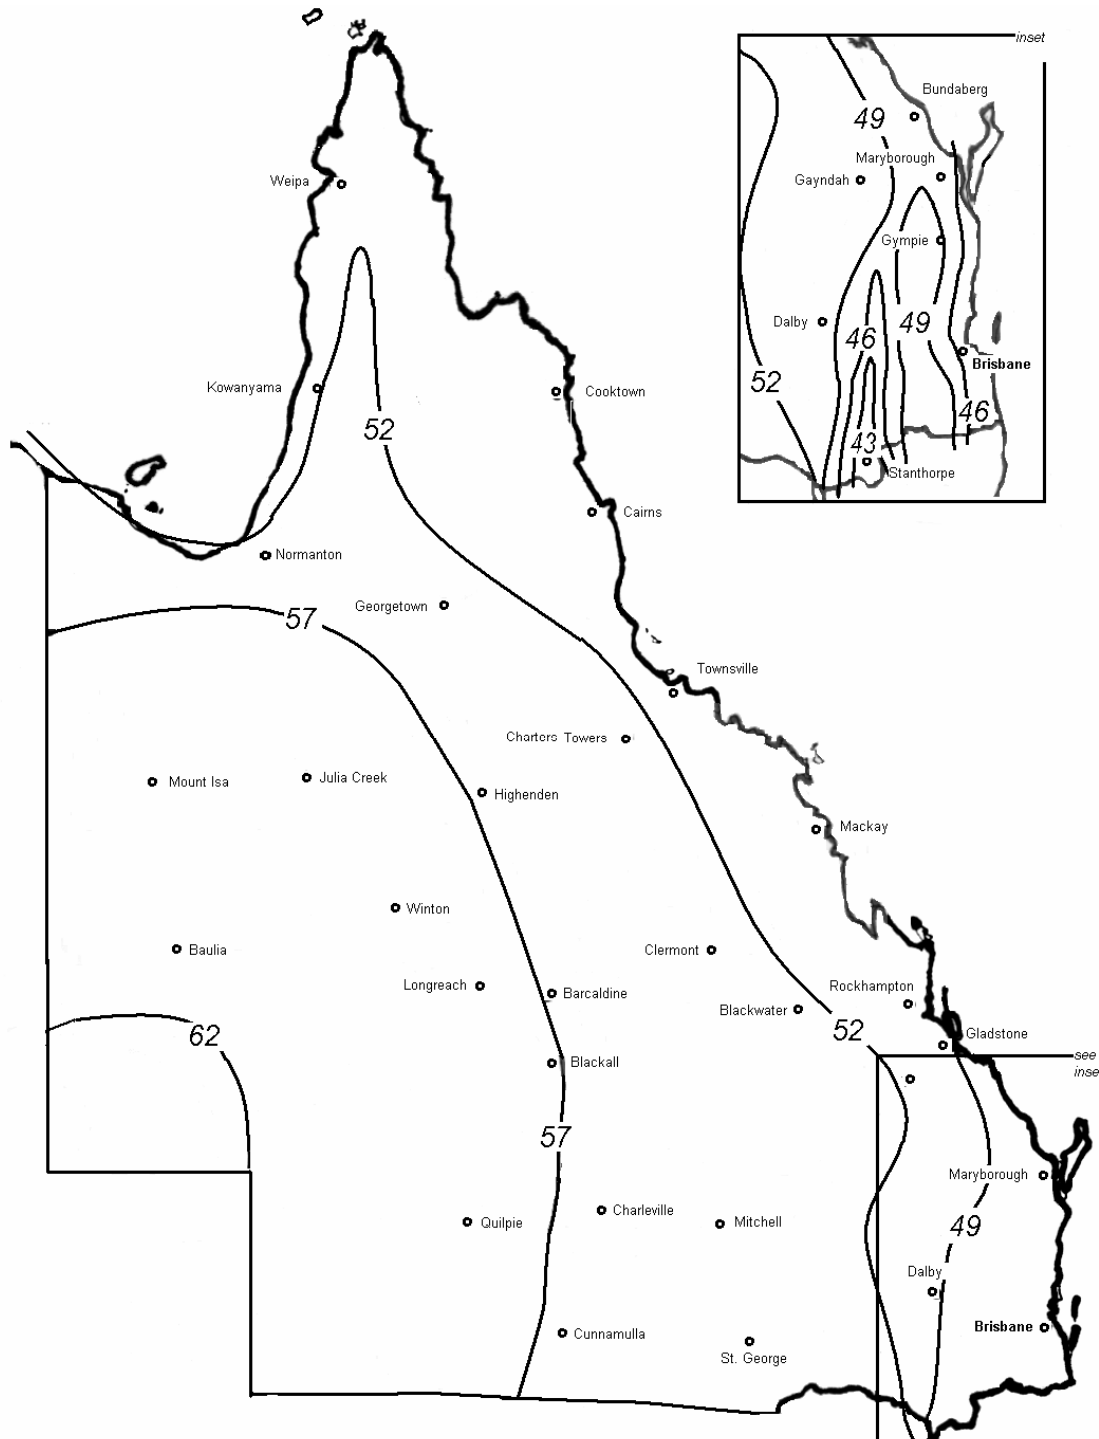 inset
Bundaberg
49
Maryborough
Gayndah
Weipa
Gympie
Dalby
49
46
Brisbane
52
Kowanyama
Cooktown
46
52
43
Stanthorpe
Cairns
Normanton
Georgetown
57
Townsville
Charters Towers
Mount Isa
Julia Creek
Highenden
Mackay
Winton
Baulia
Clermont
Longreach
Barcaldine
Rockhampton
Blackwater
62
52
Gladstone
see
inse
Blackall
57
Maryborough
Quilpie
Charleville
Mitchell
49
Dalby
Cunnamulla
Brisbane
St. George